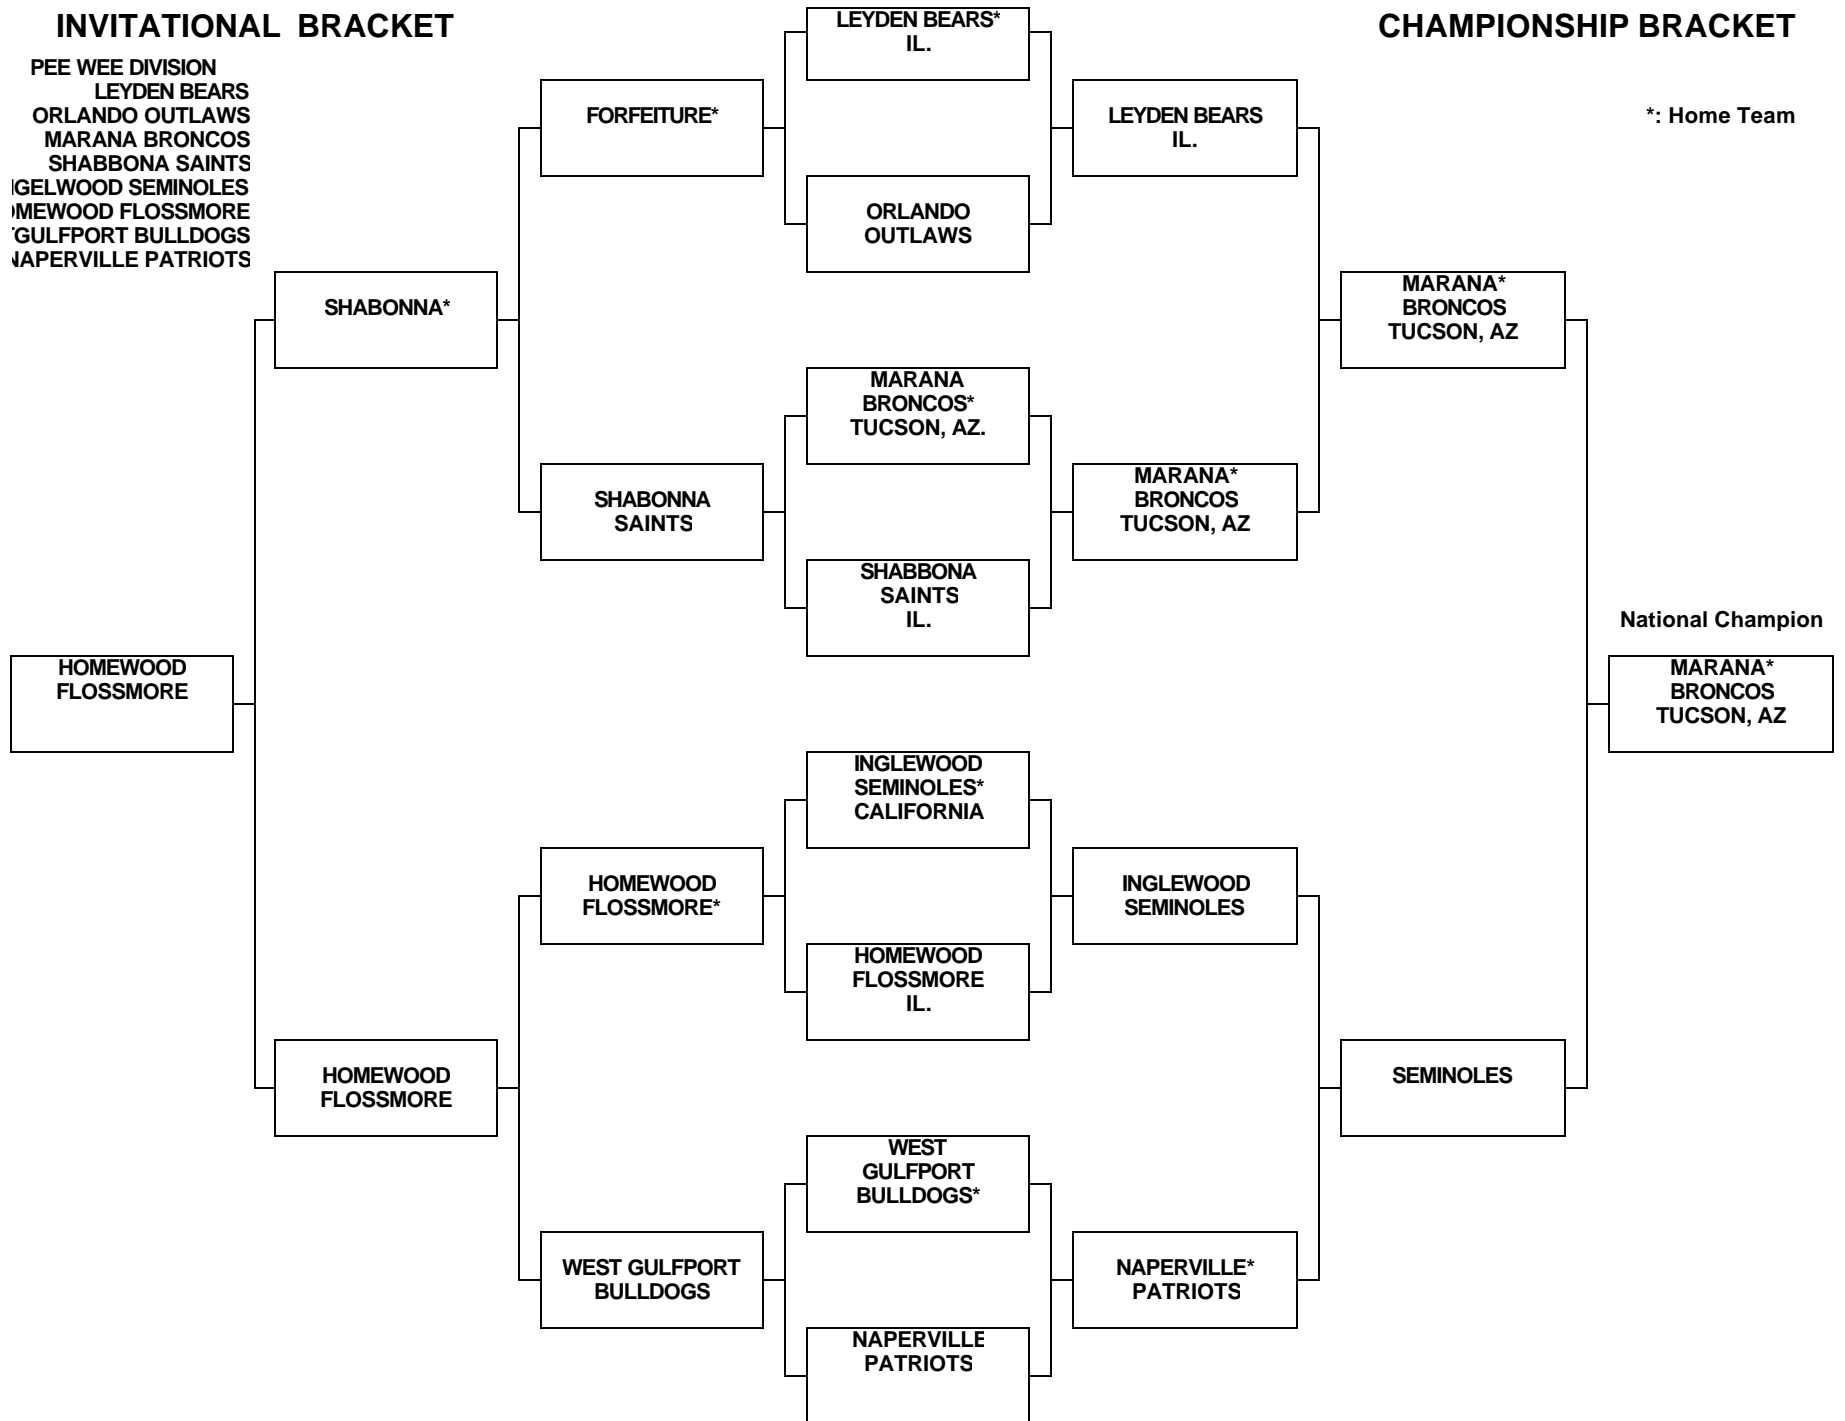 INVITATIONAL BRACKET
CHAMPIONSHIP BRACKET
PEE WEE DIVISION
LEYDEN BEARS
ORLANDO OUTLAWS
MARANA BRONCOS
SHABBONA SAINTS
SEMINOLES
FLOSSMORE
BULLDOGS
PATRIOTS
*: Home Team
LEYDEN BEARS*
IL.
FORFEITURE*
LEYDEN BEARS
IL.
ORLANDO
OUTLAWS
SHABONNA*
MARANA*
BRONCOS
TUCSON, AZ
MARANA
BRONCOS*
TUCSON, AZ.
SHABONNA
SAINTS
MARANA*
BRONCOS
TUCSON, AZ
SHABBONA
SAINTS
IL.
National Champion
HOMEWOOD
FLOSSMORE
MARANA*
BRONCOS
TUCSON, AZ
INGLEWOOD
SEMINOLES*
CALIFORNIA
HOMEWOOD
FLOSSMORE*
INGLEWOOD
SEMINOLES
HOMEWOOD
FLOSSMORE
IL.
HOMEWOOD
FLOSSMORE
SEMINOLES
WEST
GULFPORT
BULLDOGS*
WEST GULFPORT
BULLDOGS
NAPERVILLE*
PATRIOTS
NAPERVILLE
PATRIOTS